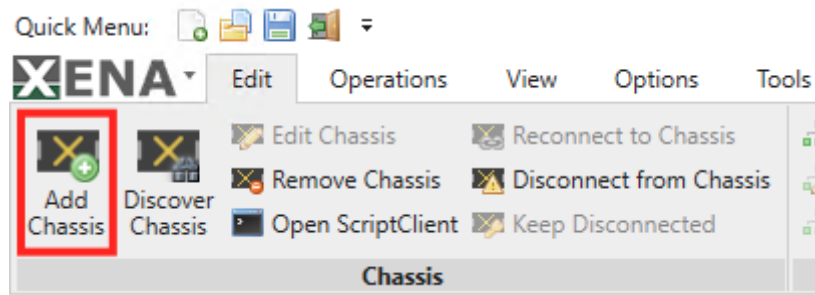 Quick Menu:
XENA Edit Operations View Options Tools
Add Chassis
Discover Chassis
Edit Chassis
Remove Chassis
Open ScriptClient
Reconnect to Chassis
Disconnect from Chassis
Keep Disconnected
Chassis